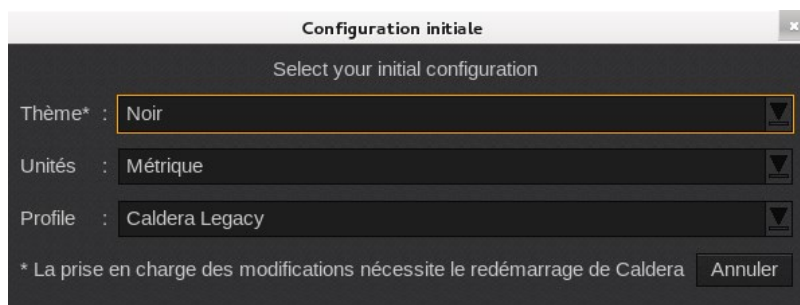 Configuration initiale
Select your initial configuration
Thème* : Noir
Unités : Métrique
Profile : Caldera Legacy
* La prise en charge des modifications nécessite le redémarrage de Caldera Annuler